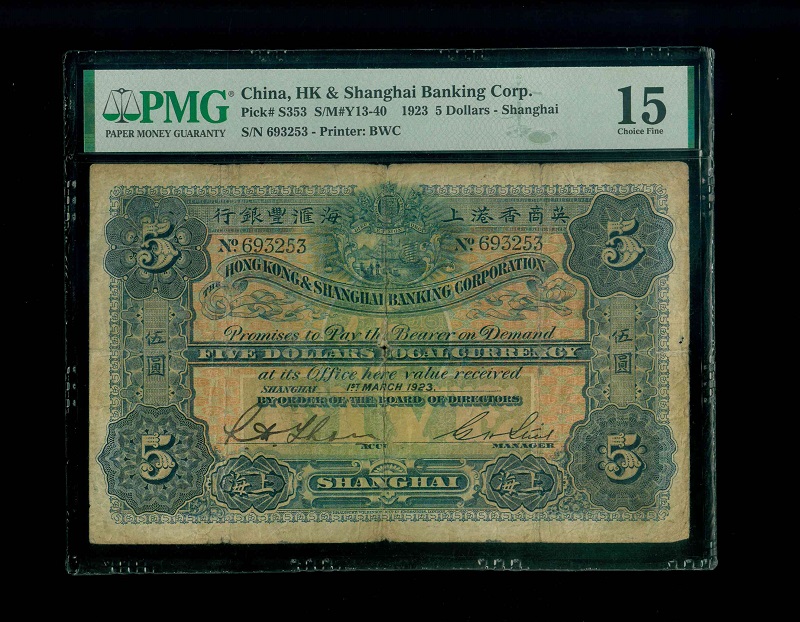 PMG®
PAPER MONEY GUARANTY
China, HK & Shanghai Banking Corp.
Pick# S353 S/M#Y13-40 1923 5 Dollars - Shanghai
S/N 693253 - Printer: BWC
15
Choice Fine
英商香港上海滙豐銀行
5
5
No 693253
No 693253
THE HONGKONG & SHANGHAI BANKING CORPORATION
Promises to Pay the Bearer on Demand
FIVE DOLLARS LOCAL CURRENCY
伍圓
伍圓
at its Office here value received
SHANGHAI 1ST MARCH 1923.
BY ORDER OF THE BOARD OF DIRECTORS
MANAGER
5
5
上海
SHANGHAI
上海